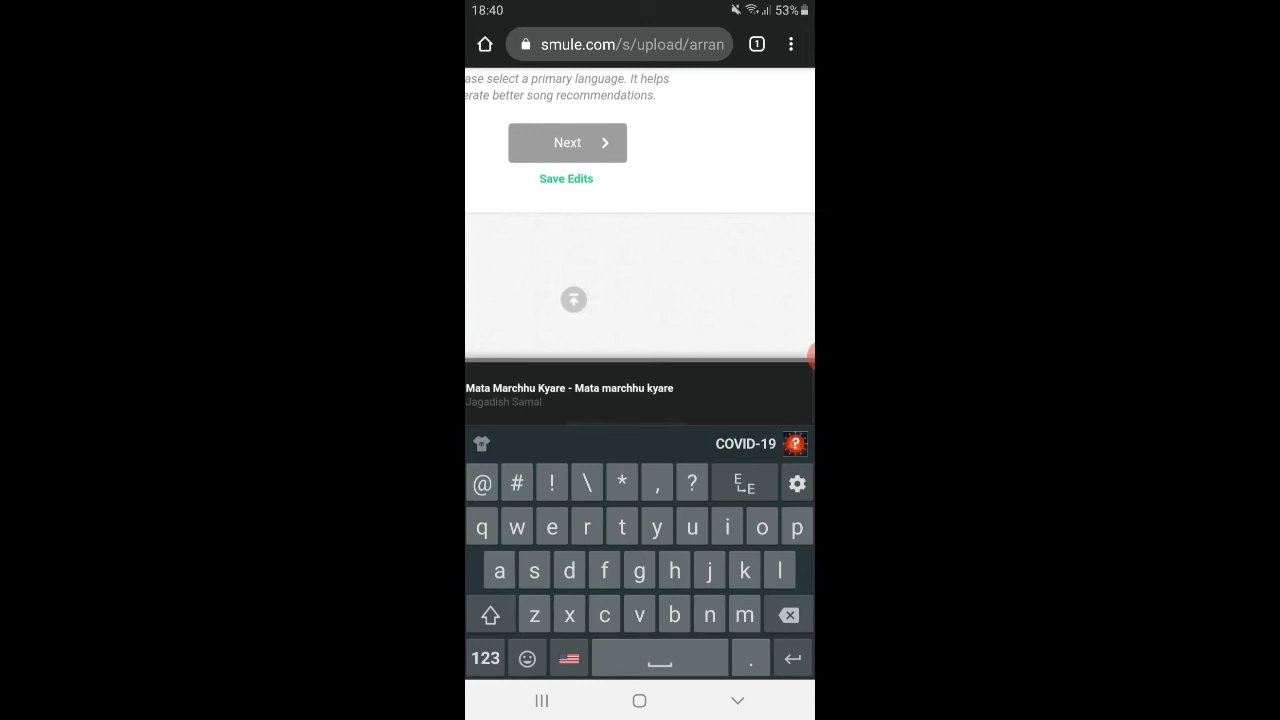 18:40
53%
smule.com/s/upload/arran
1
ase select a primary language. It helps
erate better song recommendations.
Next
Save Edits
Mata Marchhu Kyare - Mata marchhu kyare
Jagadish Samal
COVID-19 ?
@ # ! \ * , ? E E
q w e r t y u i o p
a s d f g h j k l
z x c v b n m
123 .